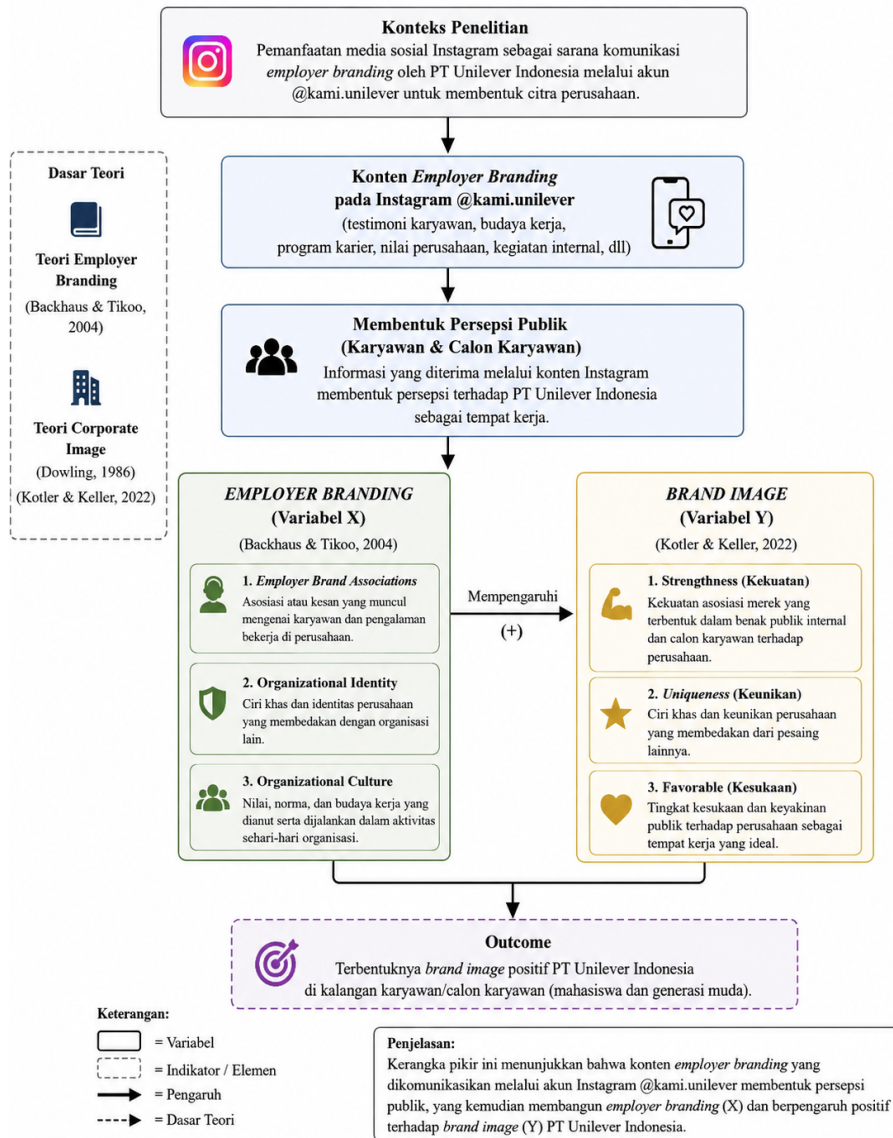 Konteks Penelitian
Pemanfaatan media sosial Instagram sebagai sarana komunikasi
employer branding oleh PT Unilever Indonesia melalui akun
@kami.unilever untuk membentuk citra perusahaan.
Dasar Teori
Teori Employer
Branding
(Backhaus & Tikoo,
2004)
Teori Corporate
Image
(Dowling, 1986)
(Kotler & Keller, 2022)
Konten Employer Branding
pada Instagram @kami.unilever
(testimoni karyawan, budaya kerja,
program karier, nilai perusahaan, kegiatan internal, dll)
Membentuk Persepsi Publik
(Karyawan & Calon Karyawan)
Informasi yang diterima melalui konten Instagram
membentuk persepsi terhadap PT Unilever Indonesia
sebagai tempat kerja.
EMPLOYER BRANDING
(Variabel X)
(Backhaus & Tikoo, 2004)
1. Employer Brand Associations
Asosiasi atau kesan yang muncul
mengenai karyawan dan pengalaman
bekerja di perusahaan.
2. Organizational Identity
Ciri khas dan identitas perusahaan
yang membedakan dengan organisasi
lain.
3. Organizational Culture
Nilai, norma, dan budaya kerja yang
dianut serta dijalankan dalam aktivitas
sehari-hari organisasi.
Mempengaruhi
(+)
BRAND IMAGE
(Variabel Y)
(Kotler & Keller, 2022)
1. Strengthness (Kekuatan)
Kekuatan asosiasi merek yang
terbentuk dalam benak publik internal
dan calon karyawan terhadap
perusahaan.
2. Uniqueness (Keunikan)
Ciri khas dan keunikan perusahaan
yang membedakan dari pesaing
lainnya.
3. Favorable (Kesukaan)
Tingkat kesukaan dan keyakinan
publik terhadap perusahaan sebagai
tempat kerja yang ideal.
Outcome
Terbentuknya brand image positif PT Unilever Indonesia
di kalangan karyawan/calon karyawan (mahasiswa dan generasi muda).
Keterangan:
= Variabel
= Indikator / Elemen
= Pengaruh
= Dasar Teori
Penjelasan:
Kerangka pikir ini menunjukkan bahwa konten employer branding yang
dikomunikasikan melalui akun Instagram @kami.unilever membentuk persepsi
publik, yang kemudian membangun employer branding (X) dan berpengaruh positif
terhadap brand image (Y) PT Unilever Indonesia.